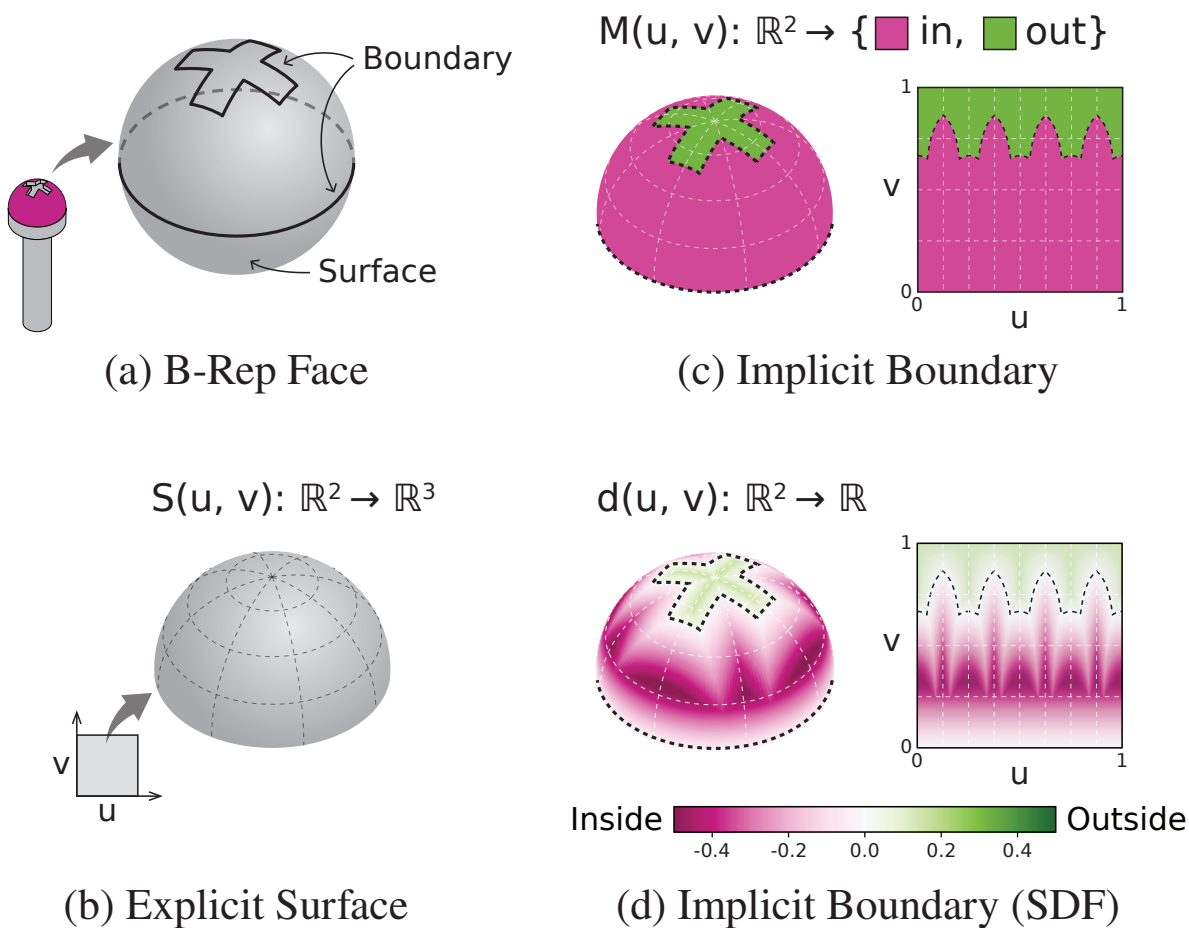 Boundary
Surface
(a) B-Rep Face
M(u, v): ℝ² → { in, out}
1
v
0
0
1
u
(c) Implicit Boundary
S(u, v): ℝ² → ℝ³
v
u
(b) Explicit Surface
d(u, v): ℝ² → ℝ
1
v
0
0
1
u
Inside
Outside
-0.4 -0.2 0.0 0.2 0.4
(d) Implicit Boundary (SDF)